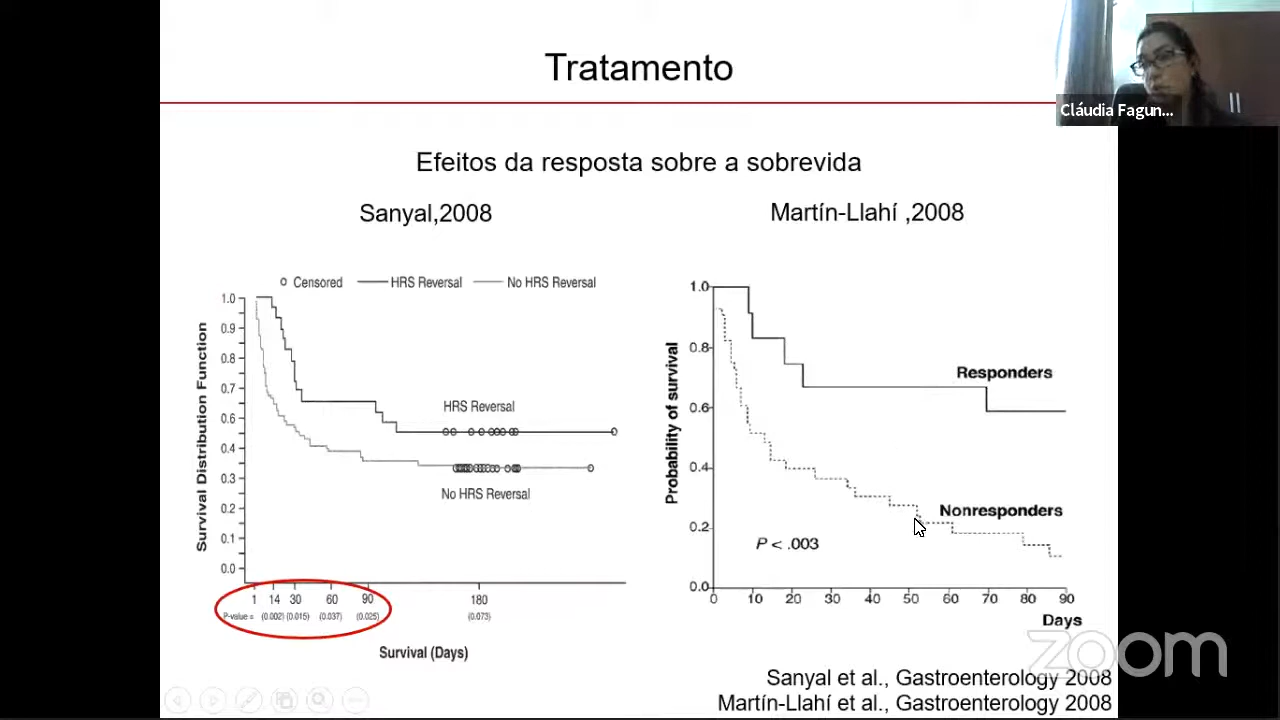 Tratamento
Cláudia Fagun...
Efeitos da resposta sobre a sobrevida
Sanyal,2008
Martín-Llahí ,2008
Censored HRS Reversal No HRS Reversal
Survival Distribution Function
1.0
0.9
0.8
0.7
0.6
0.5
0.4
0.3
0.2
0.1
0.0
HRS Reversal
No HRS Reversal
1 14 30 60 90 180
P-value = (0.002) (0.015) (0.037) (0.025) (0.073)
Survival (Days)
Probability of survival
1.0
0.8
0.6
0.4
0.2
0.0
Responders
Nonresponders
P < .003
0 10 20 30 40 50 60 70 80 90
Days
zoom
Sanyal et al., Gastroenterology 2008
Martín-Llahí et al., Gastroenterology 2008